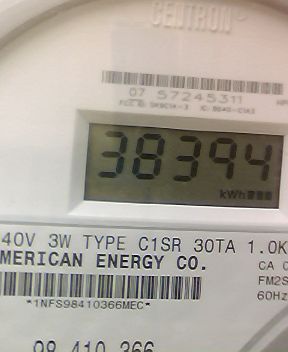 CENTRON®
07 57245311
38394
kWh
40V 3W TYPE C1SR 30TA 1.0K
MERICAN ENERGY CO.
CA 0
FM2S
60Hz
*1NFS98410366MEC*
98 410 366